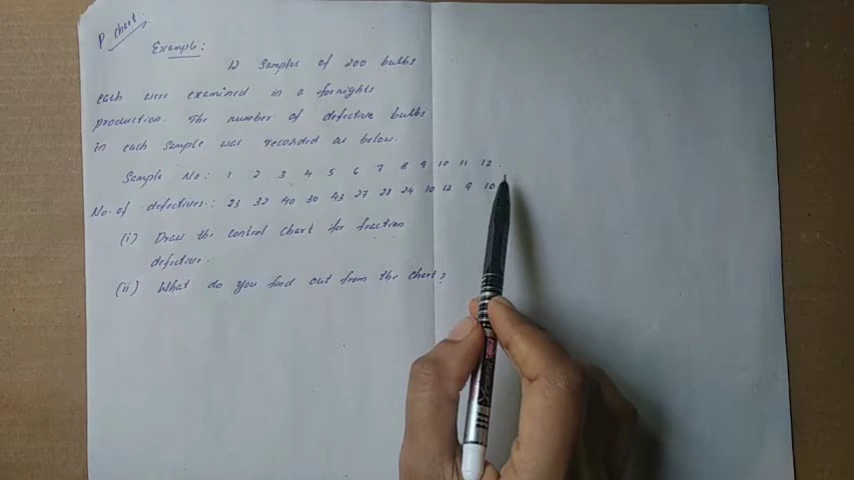 P chart
Example:
12 Samples of 200 bulbs
each were examined in a fornights
production. The number of defective bulbs
in each sample was recorded as below.
Sample No: 1 2 3 4 5 6 7 8 9 10 11 12.
No. of defectives: 23 32 40 30 43 27 28 24 10 12 9 10
(i) Draw the control chart for fraction
defective.
(ii) What do you find out from the chart?